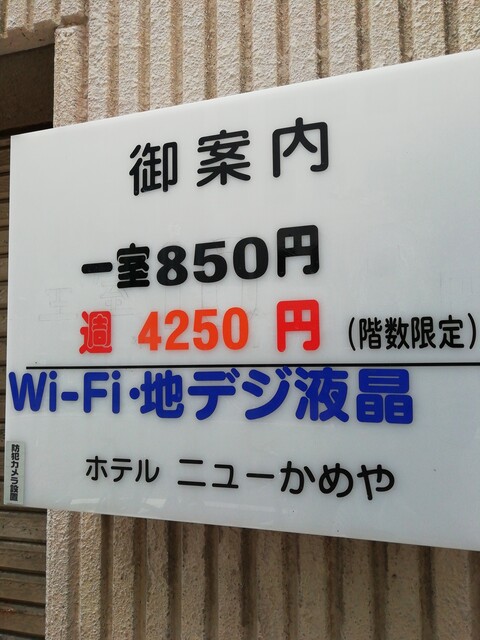 御案内
一室850円
週 4250 円 (階数限定)
Wi-Fi･地デジ液晶
防犯カメラ設置
ホテル ニューかめや